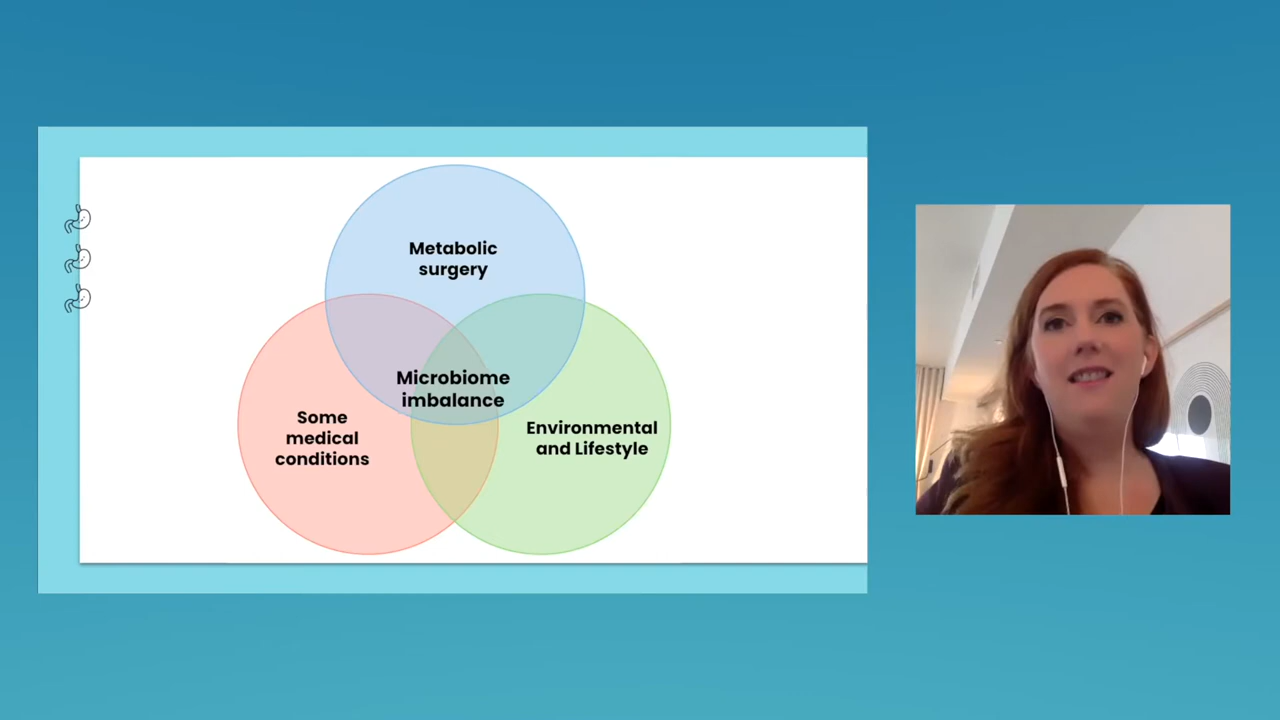 Metabolic
surgery
Microbiome
imbalance
Some
medical
conditions
Environmental
and Lifestyle